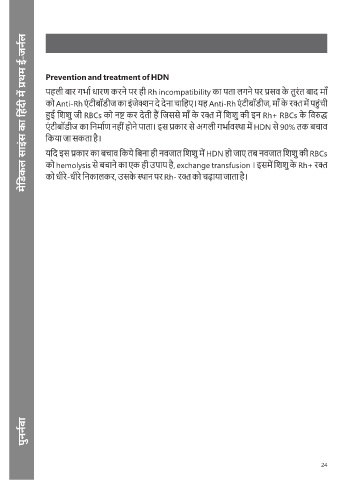 मेडिकल साइंस का हिंदी में प्रथम ई-जर्नल
Prevention and treatment of HDN
पहली बार गर्भा धारण करने पर ही Rh incompatibility का पता लगने पर प्रसव के तुरंत बाद माँ
को Anti-Rh एंटीबॉडीज का इंजेक्शन दे देना चाहिए। यह Anti-Rh एंटीबॉडीज, माँ के रक्त में पहुंची
हुई शिशु जी RBCs को नष्ट कर देती हैं जिससे माँ के रक्त में शिशु की इन Rh+ RBCs के विरुद्ध
एंटीबॉडीज का निर्माण नहीं होने पाता। इस प्रकार से अगली गर्भावस्था में HDN से 90% तक बचाव
किया जा सकता है।
यदि इस प्रकार का बचाव किये बिना ही नवजात शिशु में HDN हो जाए तब नवजात शिशु की RBCs
को hemolysis से बचाने का एक ही उपाय है, exchange transfusion । इसमें शिशु के Rh+ रक्त
को धीरे-धीरे निकालकर, उसके स्थान पर Rh- रक्त को चढ़ाया जाता है।
पुनर्नवा
24